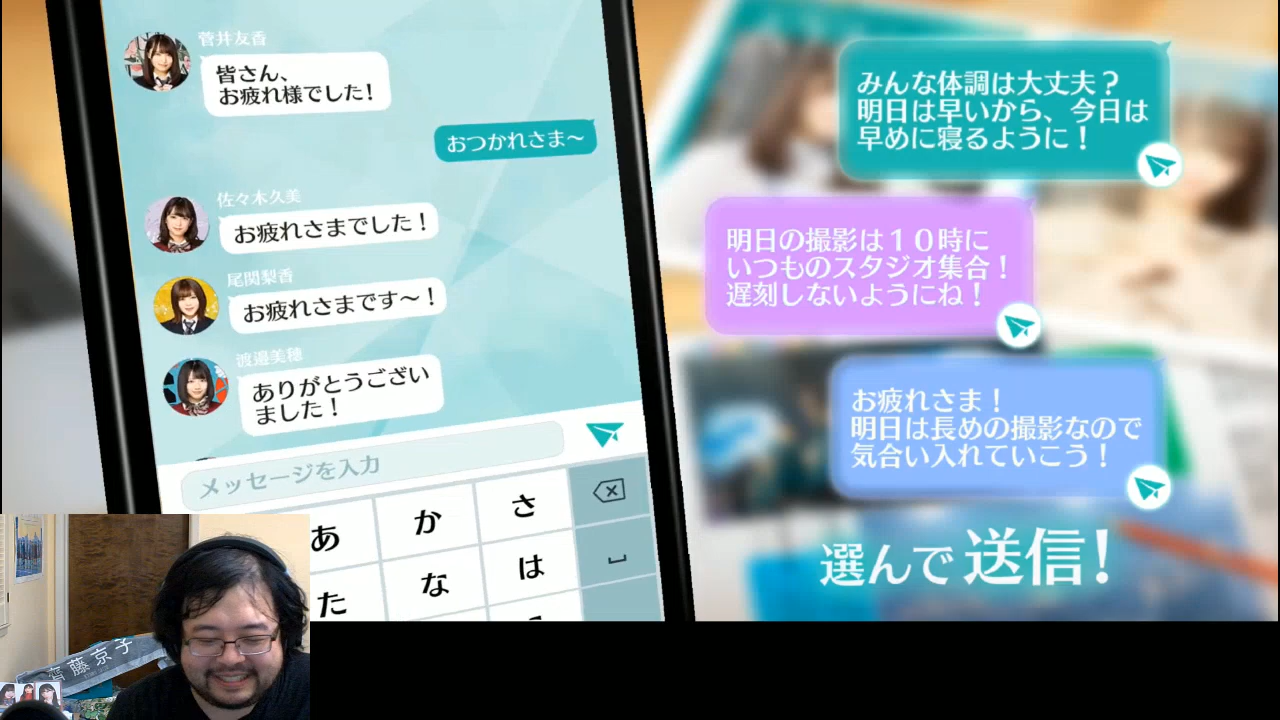 菅井友香
皆さん、
お疲れ様でした！
おつかれさま～
佐々木久美
お疲れさまでした！
尾関梨香
お疲れさまです～！
渡邉美穂
ありがとうござい
ました！
メッセージを入力
あ
か
さ
た
な
は
みんな体調は大丈夫？
明日は早いから、今日は
早めに寝るように！
明日の撮影は１０時に
いつものスタジオ集合！
遅刻しないようにね！
お疲れさま！
明日は長めの撮影なので
気合い入れていこう！
選んで送信！
齊藤京子